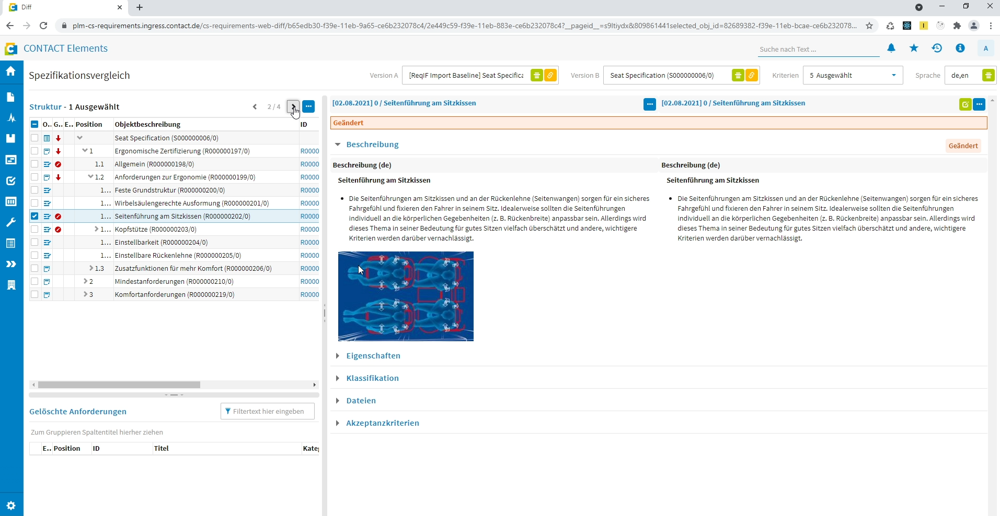 Diff
plm-cs-requirements.ingress.contact.de/cs-requirements-web-diff/b65edb30-f39e-11eb-9a65-ce6b232078c4/2e449c59-f39e-11eb-883e-ce6b232078c4?__pageid__=s9ltiydx&809861441selected_obj_id=82689382-f39e-11eb-bcae-ce6b232078...
CONTACT Elements
Suche nach Text ...
A
Spezifikationsvergleich
Version A
[ReqIF Import Baseline] Seat Specifica
Version B
Seat Specification (S000000006/0)
Kriterien
5 Ausgewählt
Sprache
de,en
Struktur - 1 Ausgewählt
2 / 4
O.. G.. E.. Position Objektbeschreibung ID
Seat Specification (S000000006/0)
1 Ergonomische Zertifizierung (R000000197/0) R0000
1.1 Allgemein (R000000198/0) R0000
1.2 Anforderungen zur Ergonomie (R000000199/0) R0000
1... Feste Grundstruktur (R000000200/0) R0000
1... Wirbelsäulengerechte Ausformung (R000000201/0) R0000
1... Seitenführung am Sitzkissen (R000000202/0) R0000
1... Kopfstütze (R000000203/0) R0000
1... Einstellbarkeit (R000000204/0) R0000
1... Einstellbare Rückenlehne (R000000205/0) R0000
1.3 Zusatzfunktionen für mehr Komfort (R000000206/0) R0000
2 Mindestanforderungen (R000000210/0) R0000
3 Komfortanforderungen (R000000219/0) R0000
Gelöschte Anforderungen
Filtertext hier eingeben
Zum Gruppieren Spaltentitel hierher ziehen
E.. Position ID Titel Kate
[02.08.2021] 0 / Seitenführung am Sitzkissen
[02.08.2021] 0 / Seitenführung am Sitzkissen
Geändert
Beschreibung
Geändert
Beschreibung (de)
Seitenführung am Sitzkissen
• Die Seitenführungen am Sitzkissen und an der Rückenlehne (Seitenwangen) sorgen für ein sicheres
Fahrgefühl und fixieren den Fahrer in seinem Sitz. Idealerweise sollten die Seitenführungen
individuell an die körperlichen Gegebenheiten (z. B. Rückenbreite) anpassbar sein. Allerdings wird
dieses Thema in seiner Bedeutung für gutes Sitzen vielfach überschätzt und andere, wichtigere
Kriterien werden darüber vernachlässigt.
Beschreibung (de)
Seitenführung am Sitzkissen
• Die Seitenführungen am Sitzkissen und an der Rückenlehne (Seitenwangen) sorgen für ein sicheres
Fahrgefühl und fixieren den Fahrer in seinem Sitz. Idealerweise sollten die Seitenführungen
individuell an die körperlichen Gegebenheiten (z. B. Rückenbreite) anpassbar sein. Allerdings wird
dieses Thema in seiner Bedeutung für gutes Sitzen vielfach überschätzt und andere, wichtigere
Kriterien werden darüber vernachlässigt.
Eigenschaften
Klassifikation
Dateien
Akzeptanzkriterien